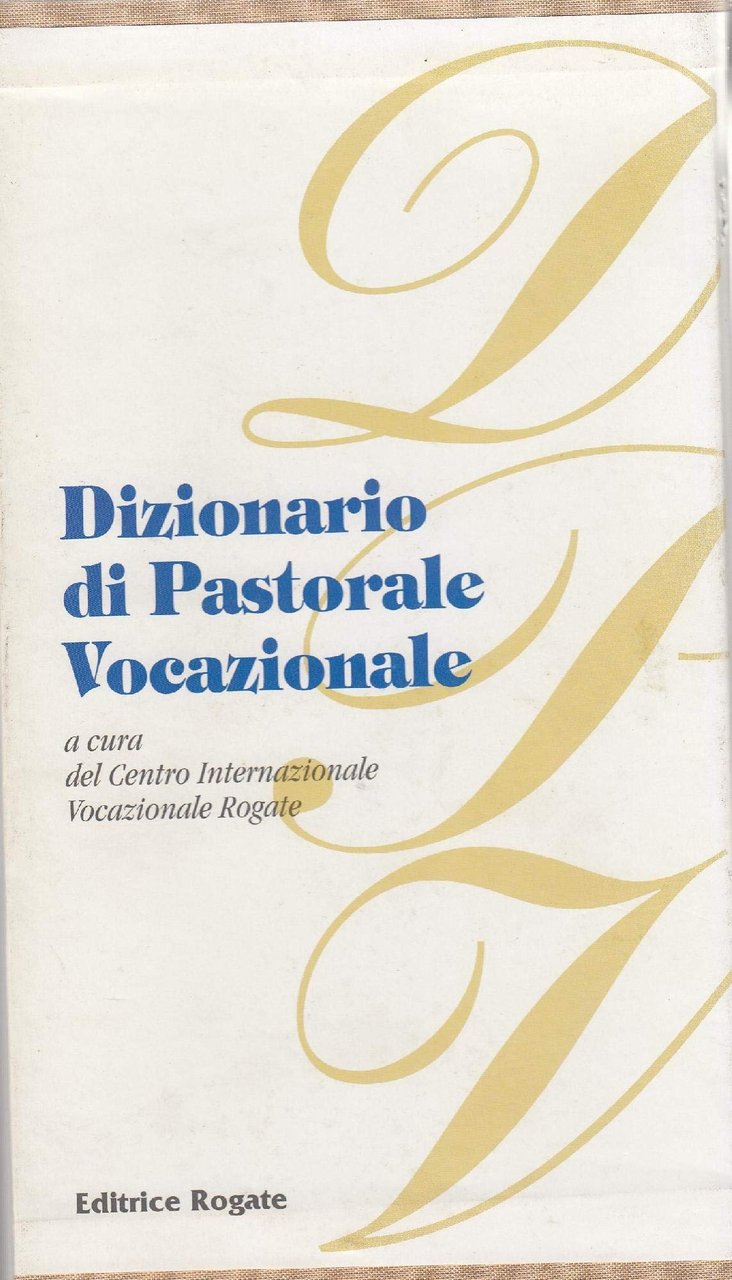 D
Dizionario
di Pastorale
Vocazionale
P
a cura
del Centro Internazionale
Vocazionale Rogate
V
Editrice Rogate